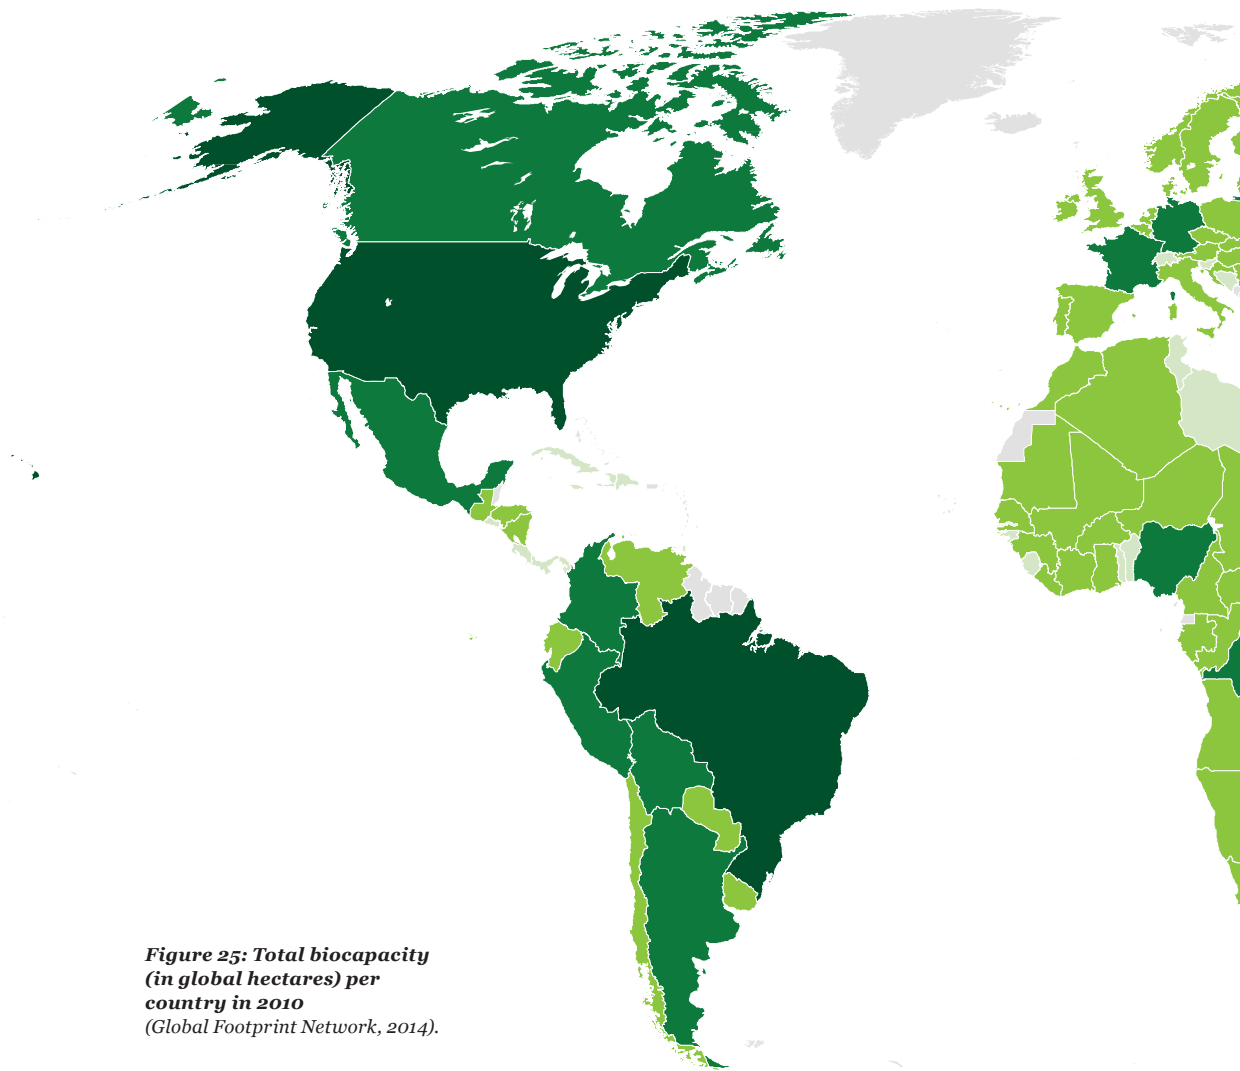 Figure 25: Total biocapacity
(in global hectares) per
country in 2010
(Global Footprint Network, 2014).